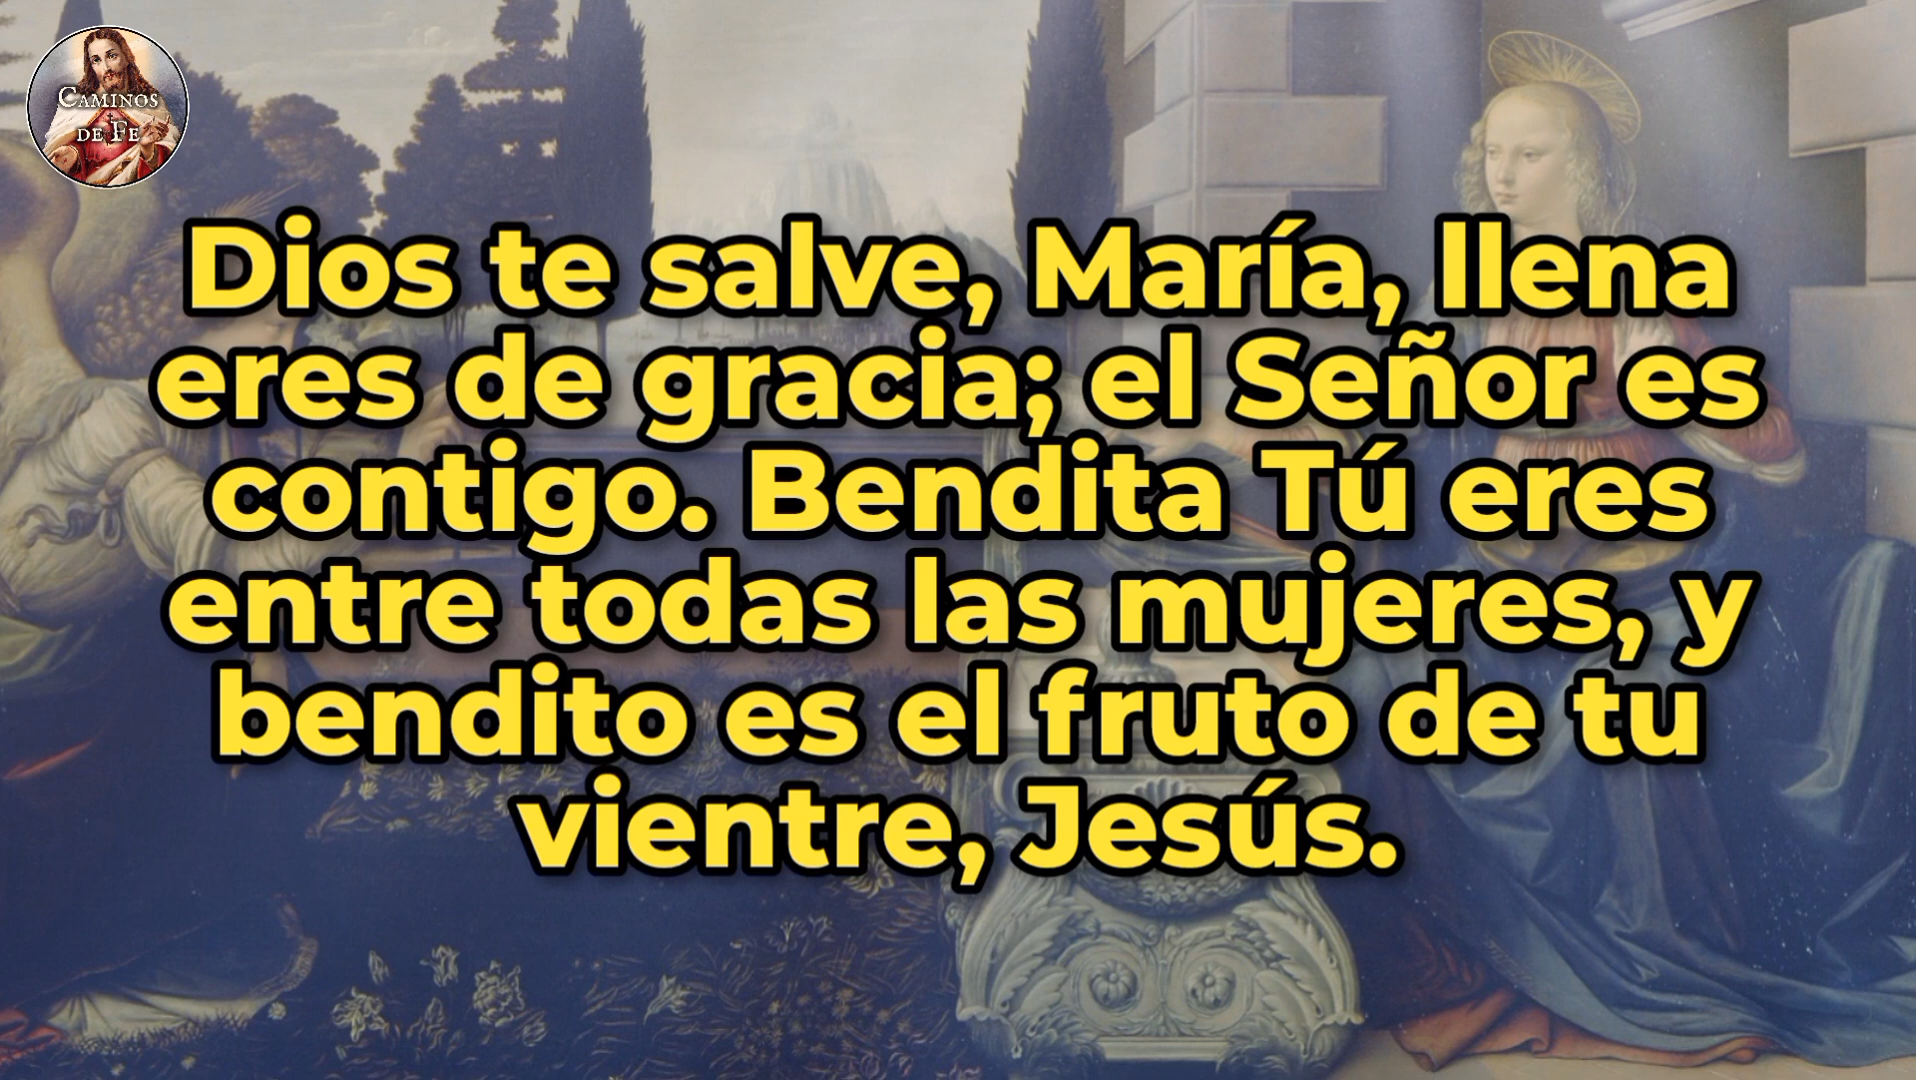 CAMINOS
DE FE
Dios te salve, María, llena
eres de gracia; el Señor es
contigo. Bendita Tú eres
entre todas las mujeres, y
bendito es el fruto de tu
vientre, Jesús.